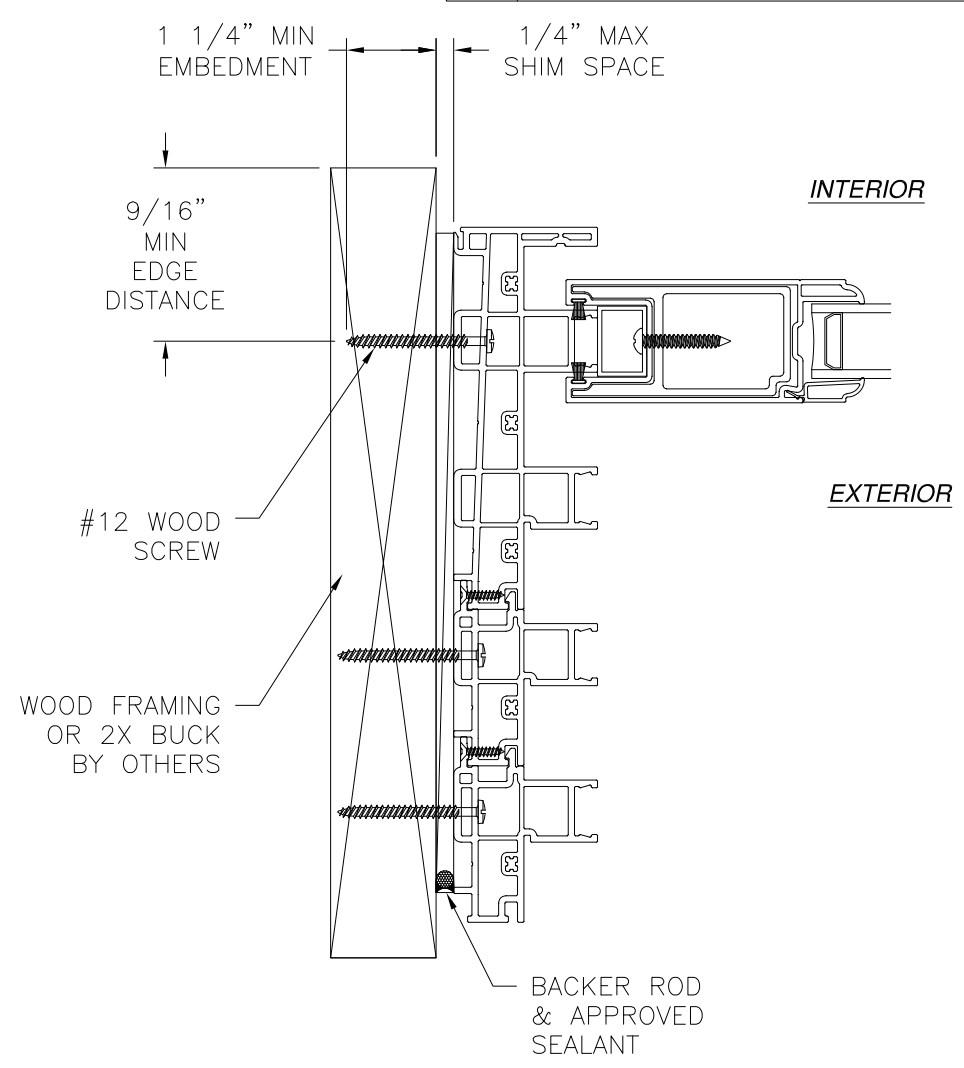 1 1/4” MIN
EMBEDMENT
1/4” MAX
SHIM SPACE
INTERIOR
9/16”
MIN
EDGE
DISTANCE
EXTERIOR
#12 WOOD
SCREW
WOOD FRAMING
OR 2X BUCK
BY OTHERS
BACKER ROD
& APPROVED
SEALANT